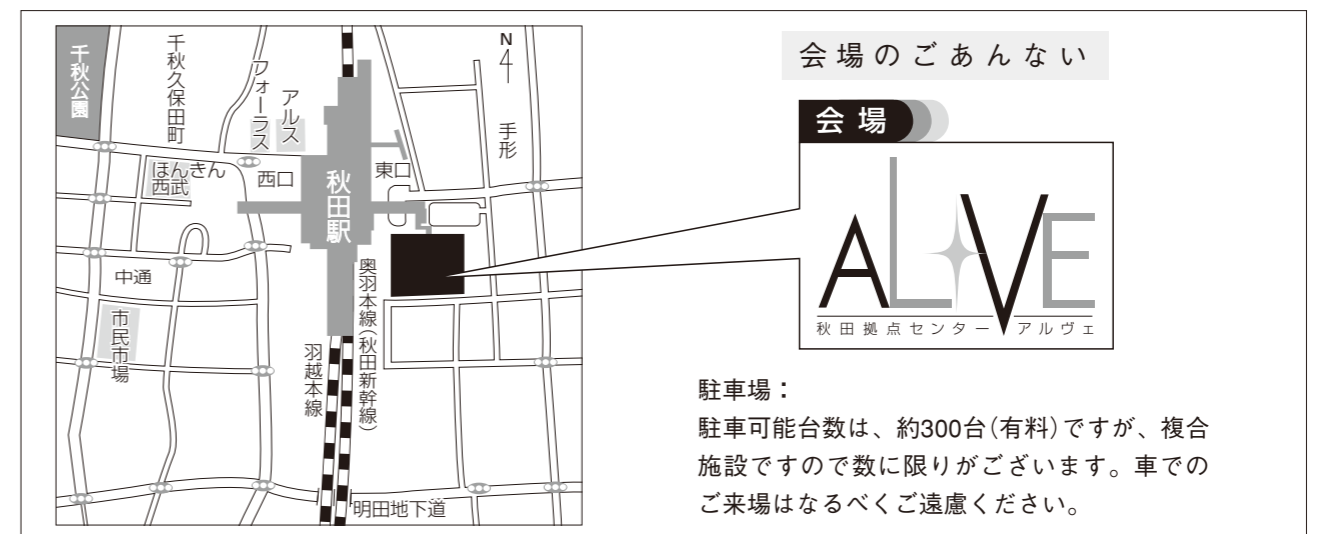 千秋公園
千秋久保田町
フォーラス
アルス
N
手形
ほんきん
西武
西口
秋田駅
東口
中通
市民市場
奥羽本線(秋田新幹線)
羽越本線
明田地下道
会場のごあんない
会場
ALIVE
秋田拠点センター アルヴェ
駐車場：
駐車可能台数は、約300台(有料)ですが、複合
施設ですので数に限りがございます。車での
ご来場はなるべくご遠慮ください。